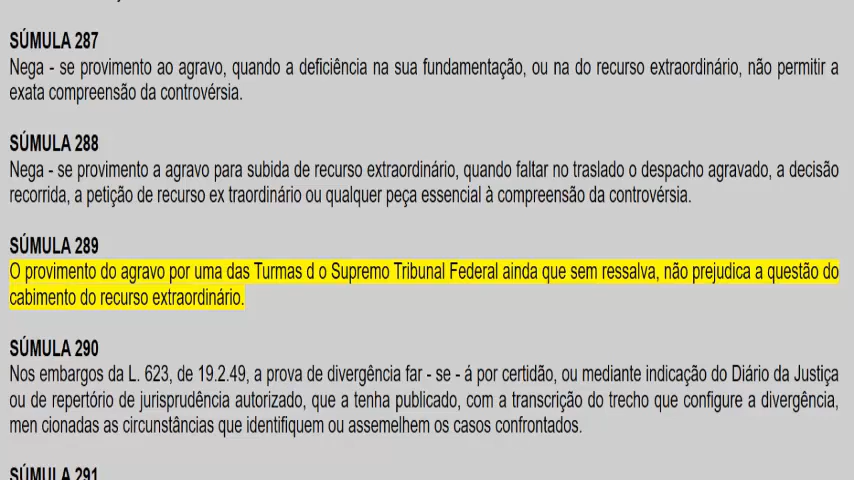 SÚMULA 287
Nega - se provimento ao agravo, quando a deficiência na sua fundamentação, ou na do recurso extraordinário, não permitir a
exata compreensão da controvérsia.
SÚMULA 288
Nega - se provimento a agravo para subida de recurso extraordinário, quando faltar no traslado o despacho agravado, a decisão
recorrida, a petição de recurso ex traordinário ou qualquer peça essencial à compreensão da controvérsia.
SÚMULA 289
O provimento do agravo por uma das Turmas d o Supremo Tribunal Federal ainda que sem ressalva, não prejudica a questão do
cabimento do recurso extraordinário.
SÚMULA 290
Nos embargos da L. 623, de 19.2.49, a prova de divergência far - se - á por certidão, ou mediante indicação do Diário da Justiça
ou de repertório de jurisprudência autorizado, que a tenha publicado, com a transcrição do trecho que configure a divergência,
men cionadas as circunstâncias que identifiquem ou assemelhem os casos confrontados.
SÚMULA 291